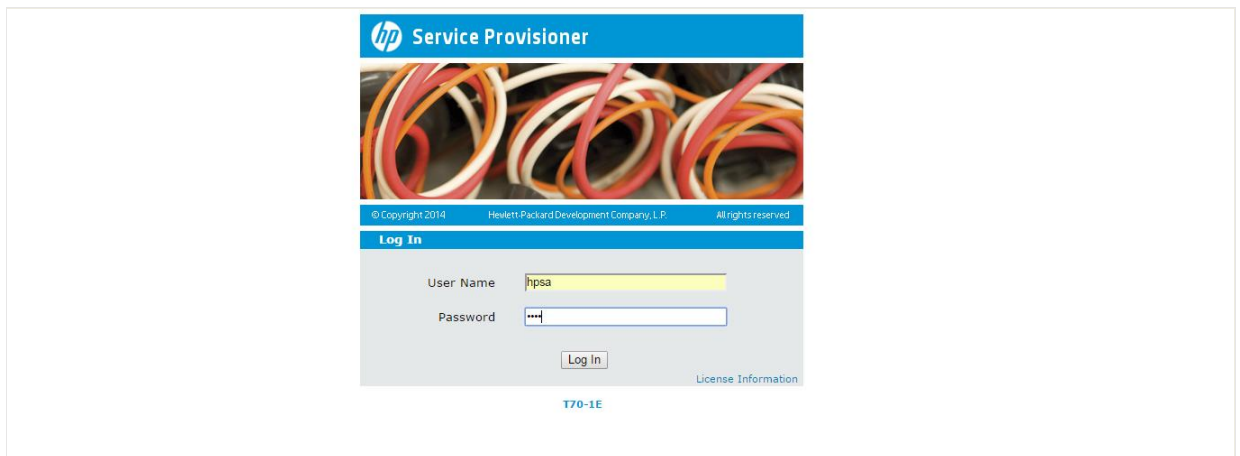 hp Service Provisioner
© Copyright 2014 Hewlett-Packard Development Company, L.P. All rights reserved
Log In
User Name hpsa
Password ••••
Log In
License Information
T70-1E